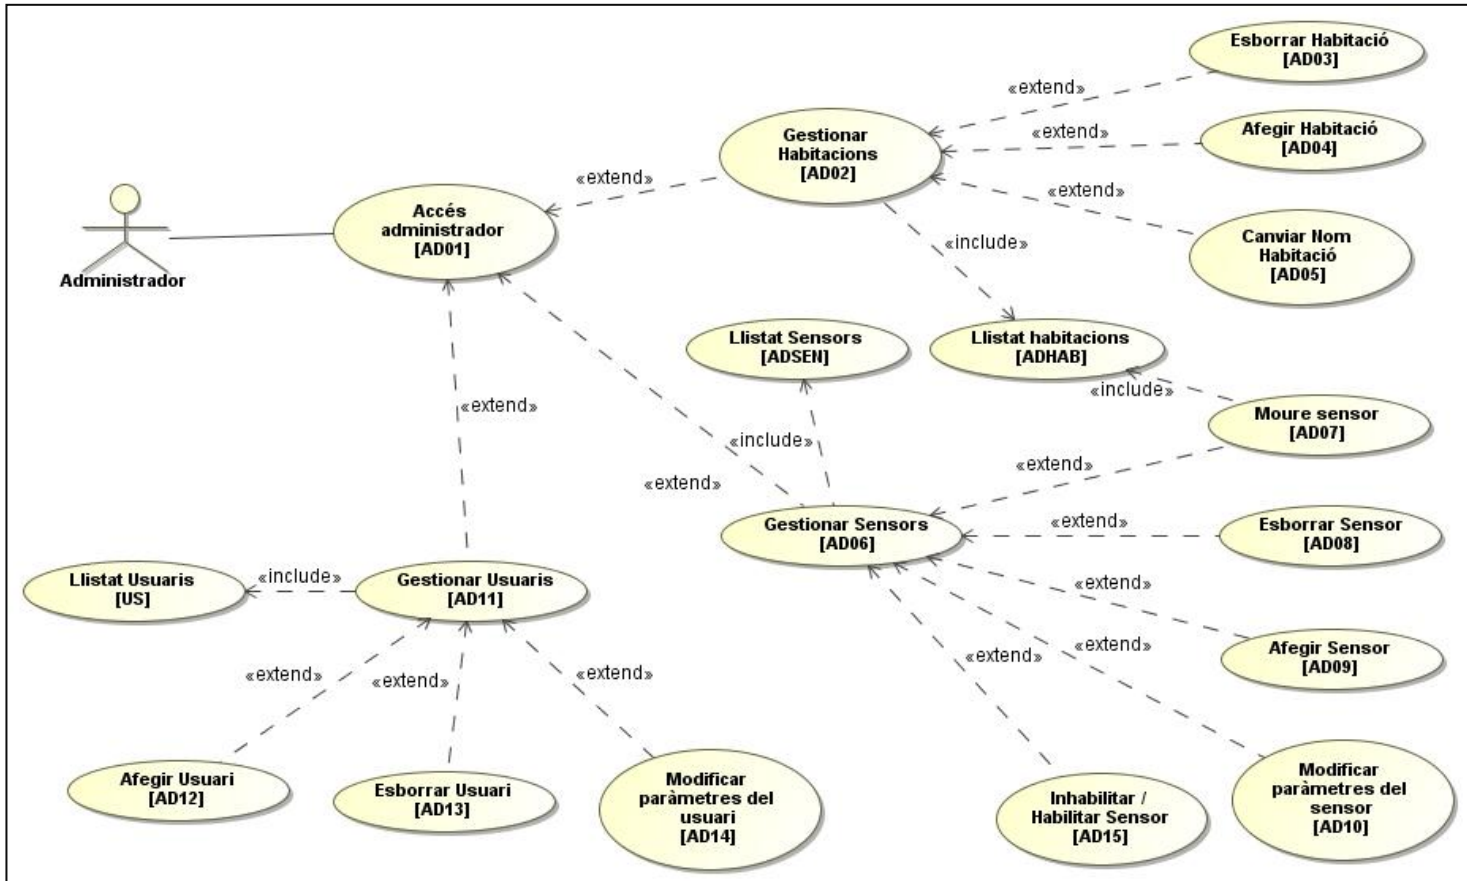 Esborrar Habitació
[AD03]
«extend»
Gestionar
Habitacions
[AD02]
«extend»
Afegir Habitació
[AD04]
«extend»
Accés
administrador
[AD01]
«extend»
Canviar Nom
Habitació
[AD05]
Administrador
«include»
Llistat Sensors
[ADSEN]
Llistat habitacions
[ADHAB]
«include»
«extend»
Moure sensor
[AD07]
«include»
«extend»
«extend»
Gestionar Sensors
[AD06]
«extend»
Esborrar Sensor
[AD08]
Llistat Usuaris
[US]
«include»
Gestionar Usuaris
[AD11]
«extend»
«extend»
«extend»
Afegir Sensor
[AD09]
«extend»
«extend»
«extend»
Afegir Usuari
[AD12]
Esborrar Usuari
[AD13]
Modificar
paràmetres del
usuari
[AD14]
Inhabilitar /
Habilitar Sensor
[AD15]
Modificar
paràmetres del
sensor
[AD10]